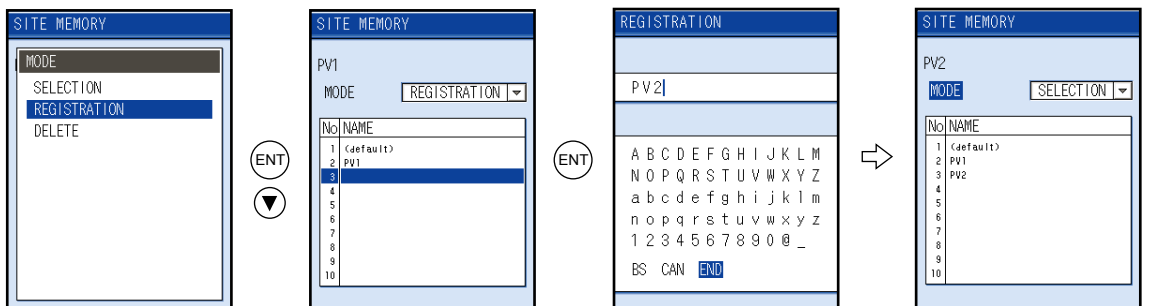 SITE MEMORY
MODE
SELECTION
REGISTRATION
DELETE
ENT
▼
SITE MEMORY
PV1
MODE REGISTRATION ▼
No NAME
1 (default)
2 PV1
3
4
5
6
7
8
9
10
ENT
REGISTRATION
PV2
A B C D E F G H I J K L M
N O P Q R S T U V W X Y Z
a b c d e f g h i j k l m
n o p q r s t u v w x y z
1 2 3 4 5 6 7 8 9 0 @ _
BS CAN END
SITE MEMORY
PV2
MODE SELECTION ▼
No NAME
1 (default)
2 PV1
3 PV2
4
5
6
7
8
9
10